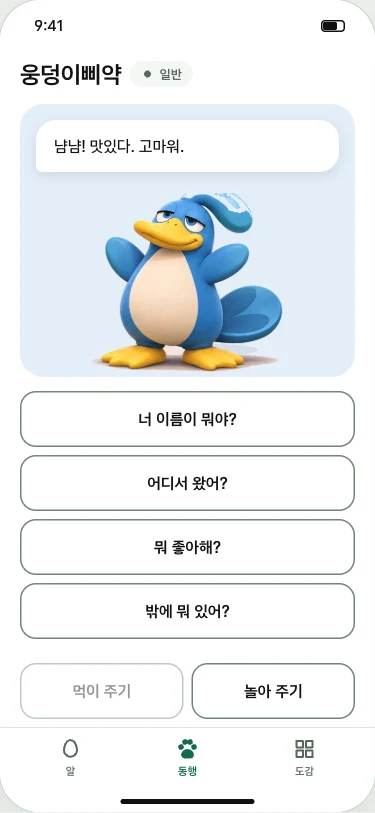 9:41
웅덩이삐약
일반
냠냠! 맛있다. 고마워.
너 이름이 뭐야?
어디서 왔어?
뭐 좋아해?
밖에 뭐 있어?
먹이 주기
놀아 주기
알
동행
도감